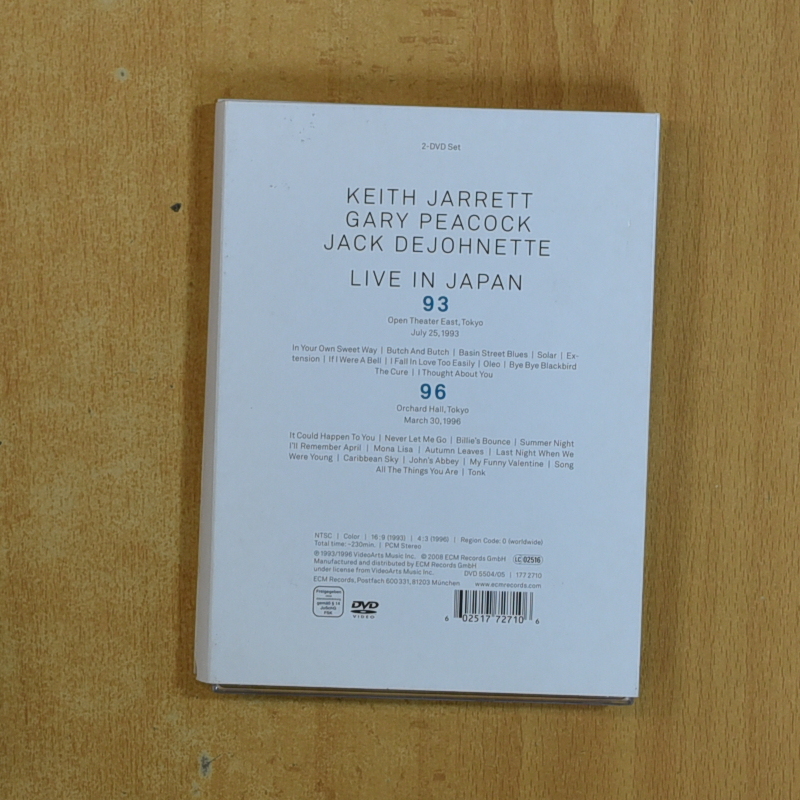 2-DVD Set
KEITH JARRETT
GARY PEACOCK
JACK DEJOHNETTE
LIVE IN JAPAN
93
Open Theater East, Tokyo
July 25, 1993
In Your Own Sweet Way | Butch And Butch | Basin Street Blues | Solar | Ex-
tension | If I Were A Bell | I Fall In Love Too Easily | Oleo | Bye Bye Blackbird
The Cure | I Thought About You
96
Orchard Hall, Tokyo
March 30, 1996
It Could Happen To You | Never Let Me Go | Billie's Bounce | Summer Night
I'll Remember April | Mona Lisa | Autumn Leaves | Last Night When We
Were Young | Caribbean Sky | John's Abbey | My Funny Valentine | Song
All The Things You Are | Tonk
NTSC | Color | 16:9 (1993) | 4:3 (1996) | Region Code: 0 (worldwide)
Total time: ~230min. | PCM Stereo
℗ 1993/1996 VideoArts Music Inc. © 2008 ECM Records GmbH LC 02516
Manufactured and distributed by ECM Records GmbH
under license from VideoArts Music Inc. DVD 5504/05 | 177 2710
ECM Records, Postfach 600 331, 81203 München www.ecmrecords.com
Freigegeben
gemäß § 14
DVD
VIDEO
6 02517 72710 6